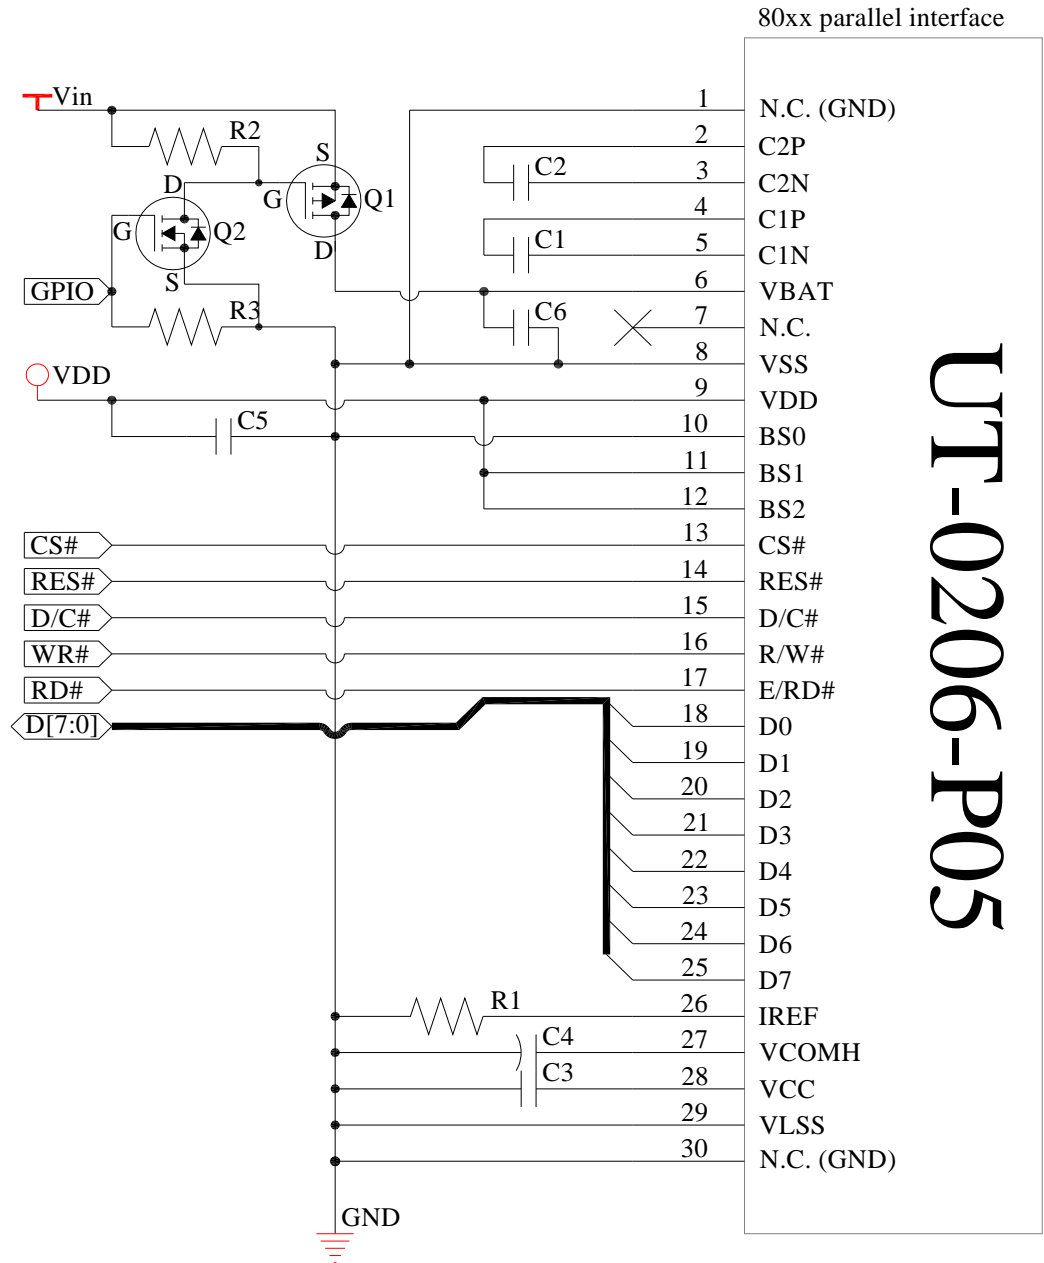 80xx parallel interface
Vin
R2
S
D
G
Q1
G
Q2
D
S
GPIO
R3
VDD
C5
C2
C1
C6
1 N.C. (GND)
2 C2P
3 C2N
4 C1P
5 C1N
6 VBAT
7 N.C.
8 VSS
9 VDD
10 BS0
11 BS1
12 BS2
CS# 13 CS#
RES# 14 RES#
D/C# 15 D/C#
WR# 16 R/W#
RD# 17 E/RD#
D[7:0] 18 D0
19 D1
20 D2
21 D3
22 D4
23 D5
24 D6
25 D7
R1 26 IREF
C4 27 VCOMH
C3 28 VCC
29 VLSS
30 N.C. (GND)
GND
UT-0206-P05